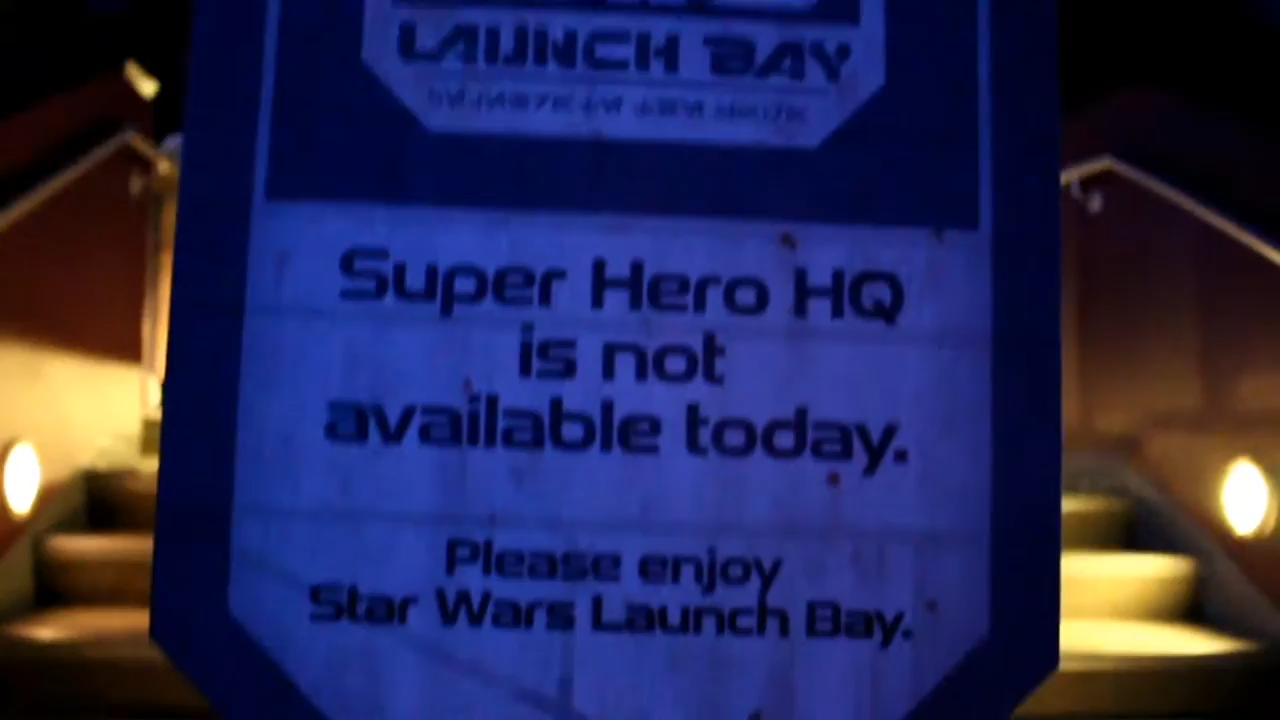 LAUNCH BAY
Super Hero HQ
is not
available today.
Please enjoy
Star Wars Launch Bay.